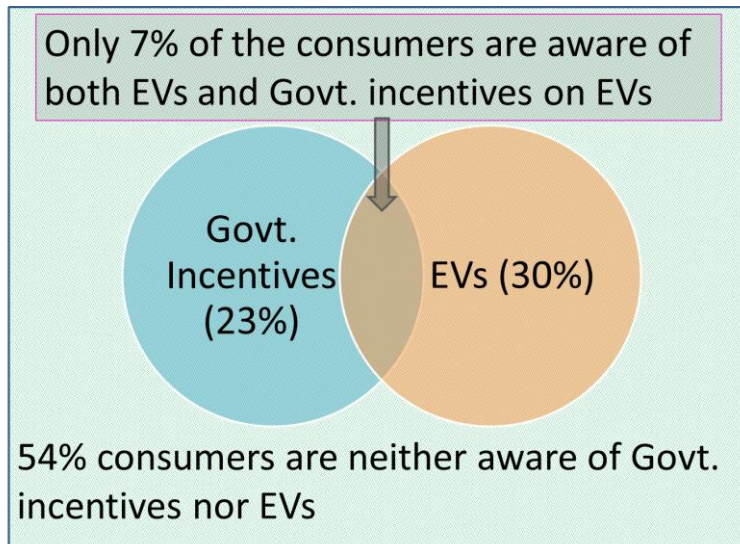 Only 7% of the consumers are aware of
both EVs and Govt. incentives on EVs
Govt.
Incentives
(23%)
EVs (30%)
54% consumers are neither aware of Govt.
incentives nor EVs